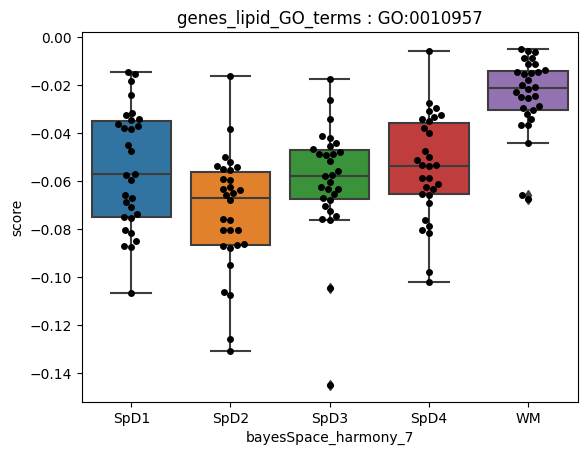 genes_lipid_GO_terms : GO:0010957
score
0.00
−0.02
−0.04
−0.06
−0.08
−0.10
−0.12
−0.14
SpD1 SpD2 SpD3 SpD4 WM
bayesSpace_harmony_7